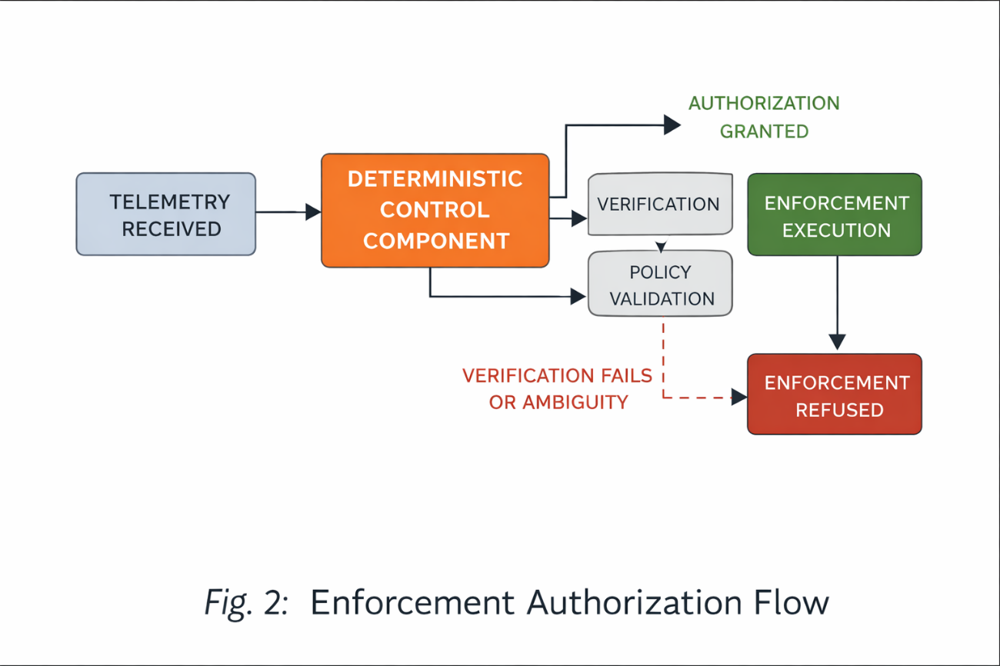 AUTHORIZATION
GRANTED
TELEMETRY
RECEIVED
DETERMINISTIC
CONTROL
COMPONENT
VERIFICATION
ENFORCEMENT
EXECUTION
POLICY
VALIDATION
VERIFICATION FAILS
OR AMBIGUITY
ENFORCEMENT
REFUSED
Fig. 2: Enforcement Authorization Flow